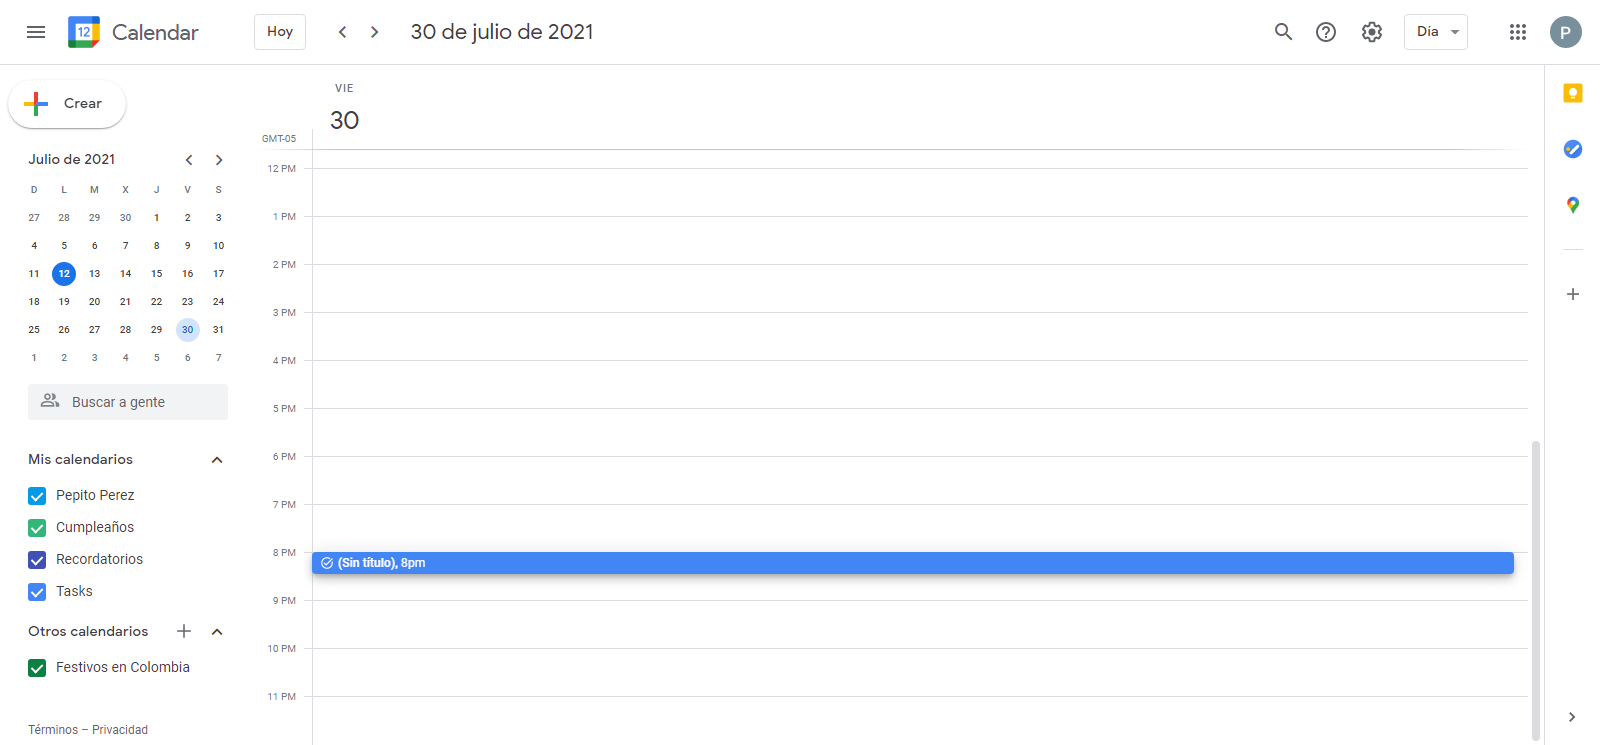 12 Calendar Hoy 30 de julio de 2021 Día P
Crear
Julio de 2021
D L M X J V S
27 28 29 30 1 2 3
4 5 6 7 8 9 10
11 12 13 14 15 16 17
18 19 20 21 22 23 24
25 26 27 28 29 30 31
1 2 3 4 5 6 7
Buscar a gente
Mis calendarios
Pepito Perez
Cumpleaños
Recordatorios
Tasks
Otros calendarios
Festivos en Colombia
Términos – Privacidad
VIE
30
GMT-05
12 PM
1 PM
2 PM
3 PM
4 PM
5 PM
6 PM
7 PM
8 PM
(Sin título), 8pm
9 PM
10 PM
11 PM